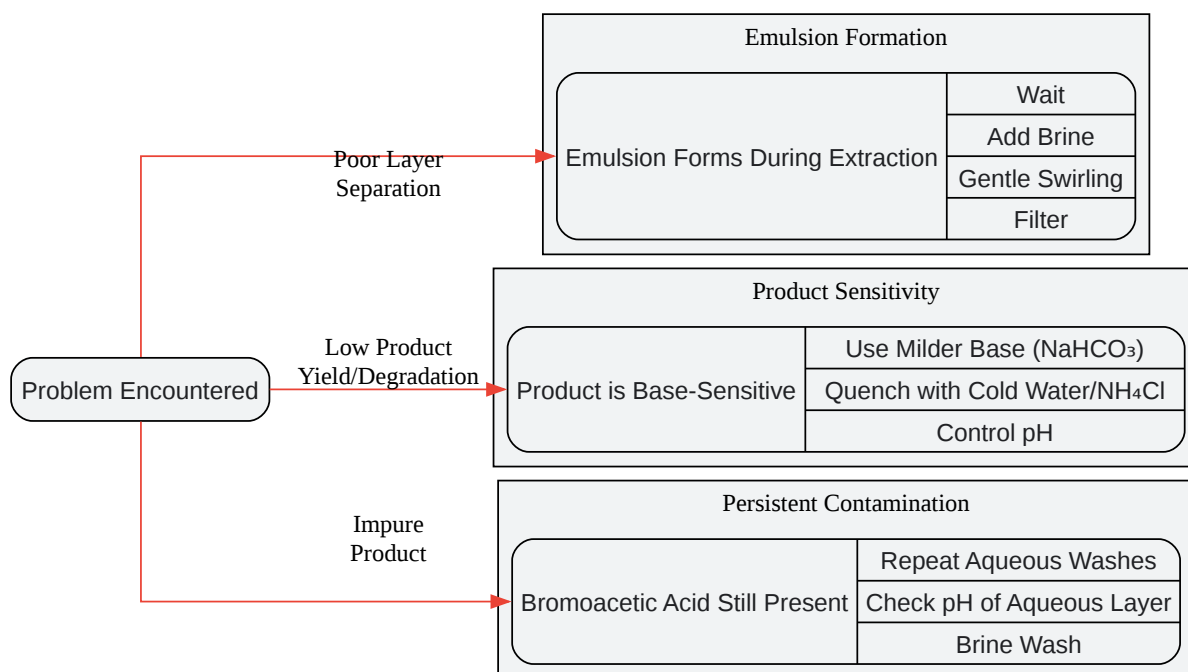 Emulsion Formation
Emulsion Forms During Extraction
Wait
Add Brine
Gentle Swirling
Filter
Poor Layer
Separation
Product Sensitivity
Product is Base-Sensitive
Use Milder Base (NaHCO₃)
Quench with Cold Water/NH₄Cl
Control pH
Low Product
Yield/Degradation
Problem Encountered
Persistent Contamination
Bromoacetic Acid Still Present
Repeat Aqueous Washes
Check pH of Aqueous Layer
Brine Wash
Impure
Product